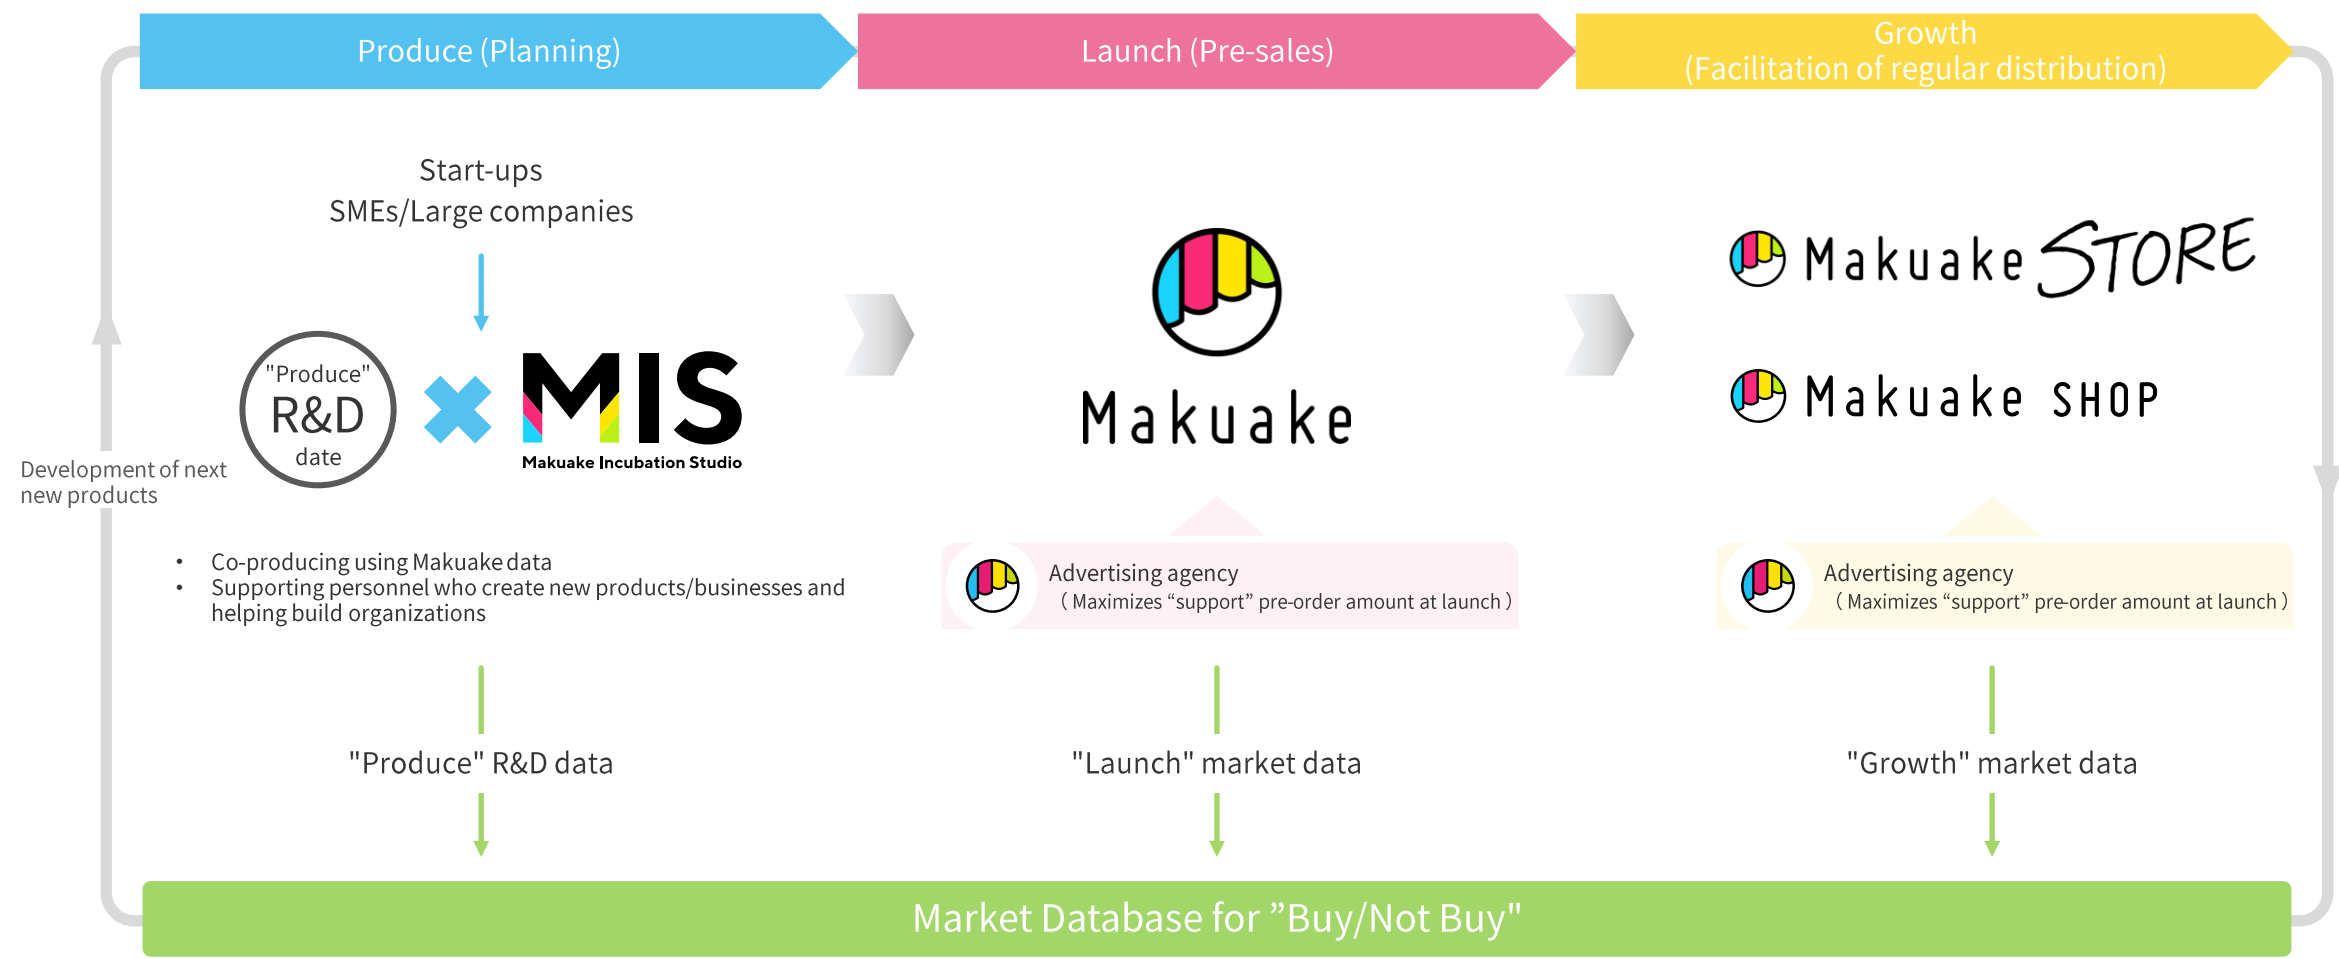 Produce (Planning)
Launch (Pre-sales)
Growth
(Facilitation of regular distribution)
Start-ups
SMEs/Large companies
"Produce"
R&D
date
MIS
Makuake Incubation Studio
Makuake
Makuake STORE
Makuake SHOP
Development of next
new products
• Co-producing using Makuake data
• Supporting personnel who create new products/businesses and
helping build organizations
Advertising agency
(Maximizes “support” pre-order amount at launch)
Advertising agency
(Maximizes “support” pre-order amount at launch)
"Produce" R&D data
"Launch" market data
"Growth" market data
Market Database for ”Buy/Not Buy"